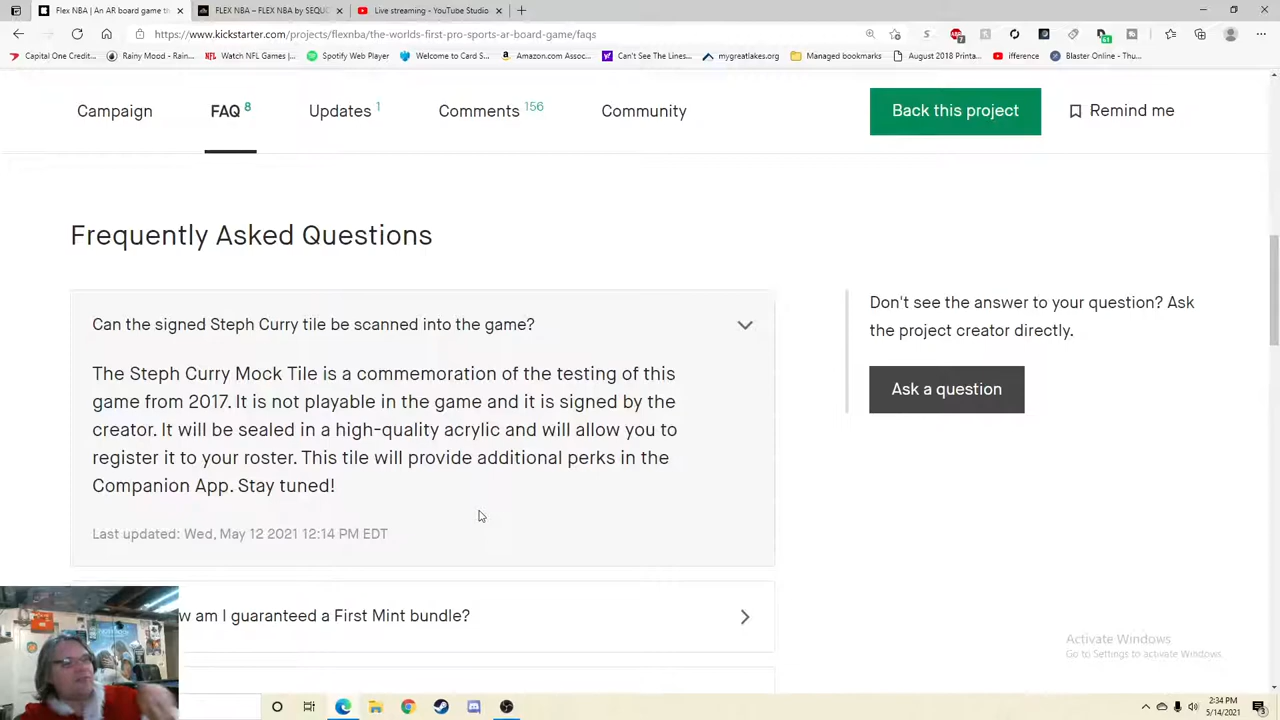 Flex NBA | An AR board game th
FLEX NBA – FLEX NBA by SEQUO
Live streaming - YouTube Studio
https://www.kickstarter.com/projects/flexnba/the-worlds-first-pro-sports-ar-board-game/faqs
Capital One Credit...
Rainy Mood - Rain...
Watch NFL Games |...
Spotify Web Player
Welcome to Card S...
Amazon.com Assoc...
Can't See The Lines...
mygreatlakes.org
Managed bookmarks
August 2018 Printa...
ifference
Blaster Online - Thu...
Campaign
FAQ 8
Updates 1
Comments 156
Community
Back this project
Remind me
Frequently Asked Questions
Can the signed Steph Curry tile be scanned into the game?
The Steph Curry Mock Tile is a commemoration of the testing of this
game from 2017. It is not playable in the game and it is signed by the
creator. It will be sealed in a high-quality acrylic and will allow you to
register it to your roster. This tile will provide additional perks in the
Companion App. Stay tuned!
Last updated: Wed, May 12 2021 12:14 PM EDT
Don't see the answer to your question? Ask
the project creator directly.
Ask a question
w am I guaranteed a First Mint bundle?
Activate Windows
Go to Settings to activate Windows.
2:34 PM
5/14/2021